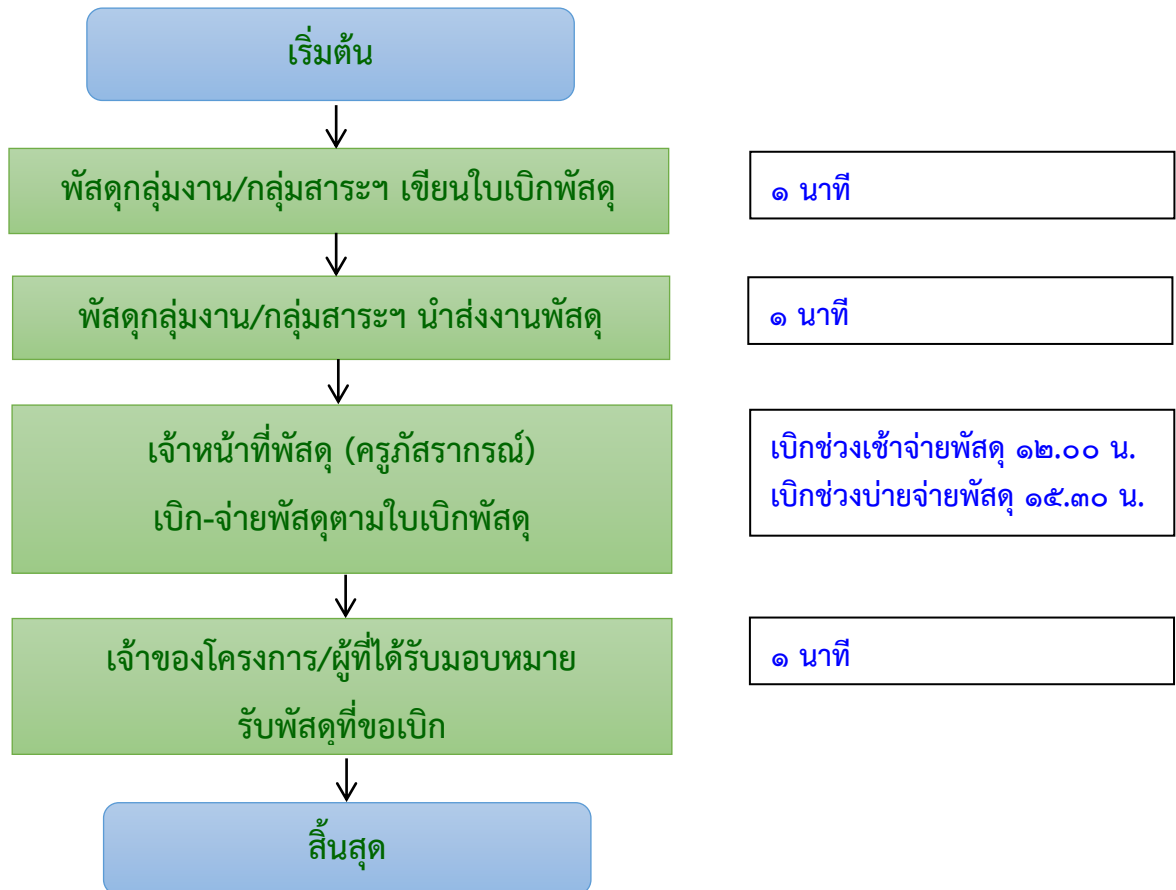 เริ่มต้น
พัสดุกลุ่มงาน/กลุ่มสาระฯ เขียนใบเบิกพัสดุ
๑ นาที
พัสดุกลุ่มงาน/กลุ่มสาระฯ นำส่งงานพัสดุ
๑ นาที
เจ้าหน้าที่พัสดุ (ครูภัสรากรณ์)
เบิก-จ่ายพัสดุตามใบเบิกพัสดุ
เบิกช่วงเช้าจ่ายพัสดุ ๑๒.๐๐ น.
เบิกช่วงบ่ายจ่ายพัสดุ ๑๕.๓๐ น.
เจ้าของโครงการ/ผู้ที่ได้รับมอบหมาย
รับพัสดุที่ขอเบิก
๑ นาที
สิ้นสุด